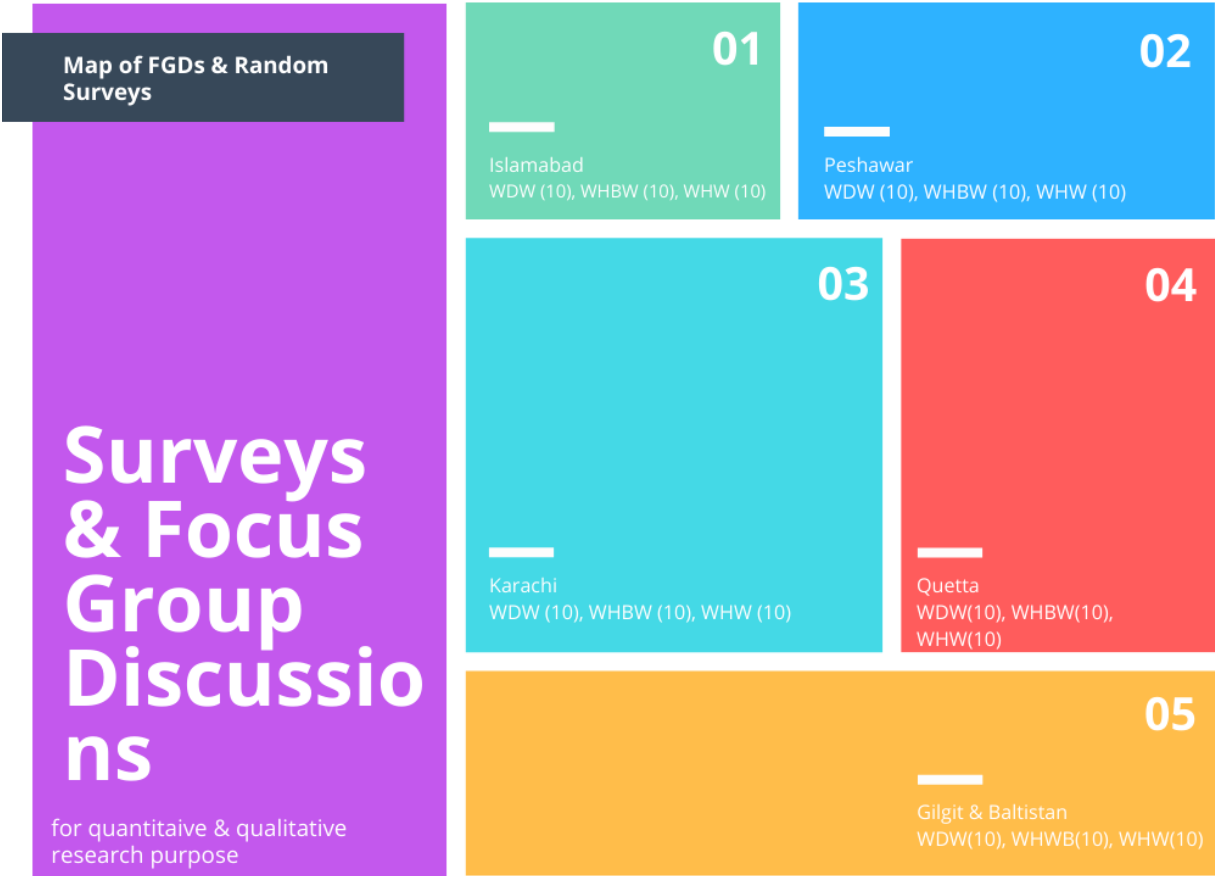 Map of FGDs & Random
Surveys
Surveys
& Focus
Group
Discussio
ns
for quantitaive & qualitative
research purpose
01
Islamabad
WDW (10), WHBW (10), WHW (10)
02
Peshawar
WDW (10), WHBW (10), WHW (10)
03
Karachi
WDW (10), WHBW (10), WHW (10)
04
Quetta
WDW(10), WHBW(10),
WHW(10)
05
Gilgit & Baltistan
WDW(10), WHWB(10), WHW(10)